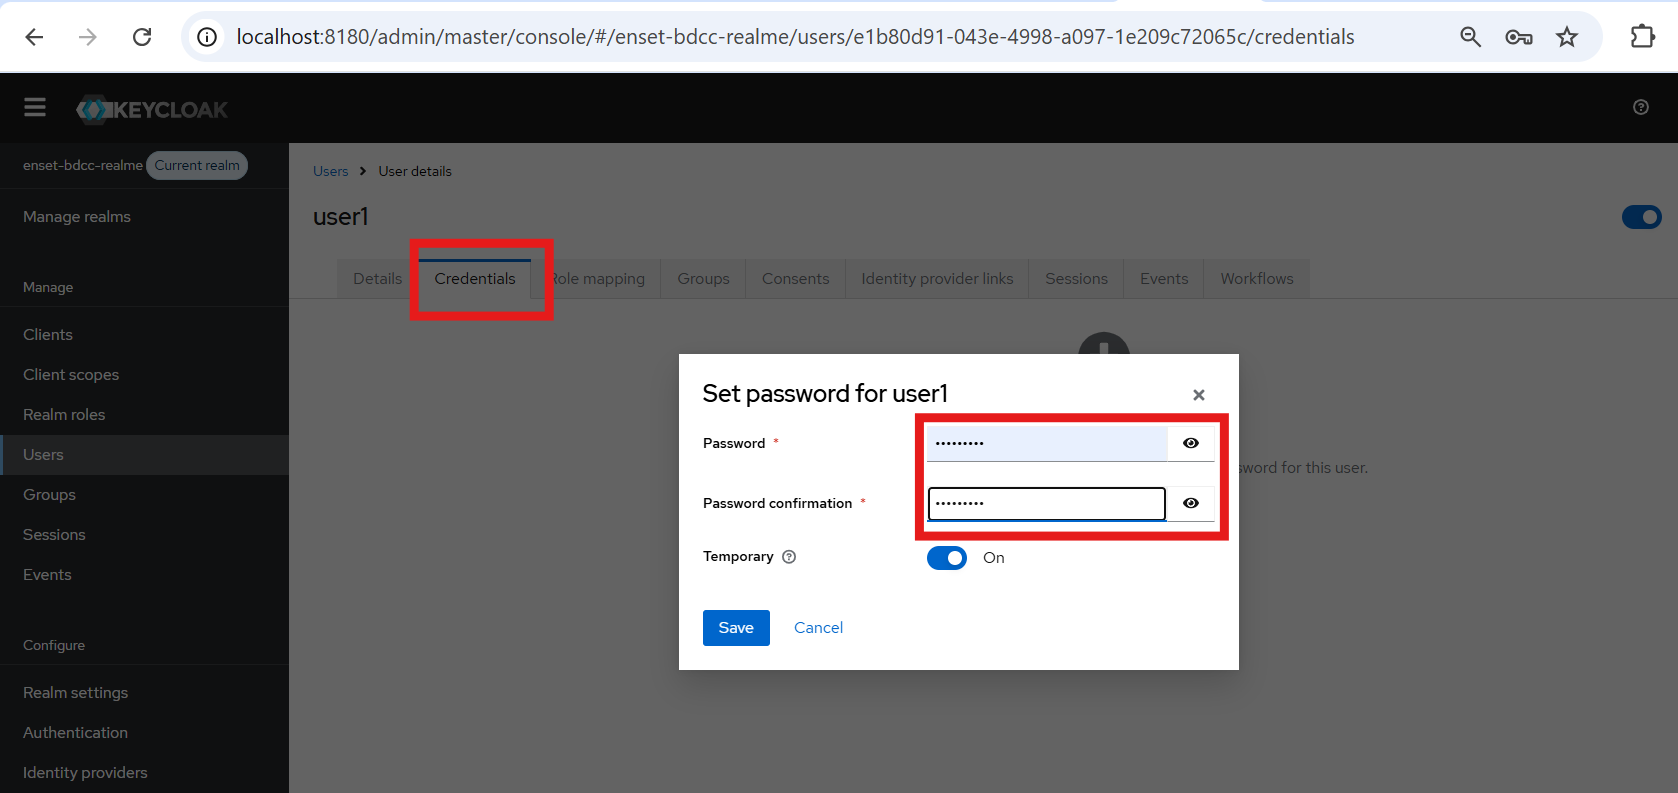 localhost:8180/admin/master/console/#/enset-bdcc-realme/users/e1b80d91-043e-4998-a097-1e209c72065c/credentials
KEYCLOAK
enset-bdcc-realme Current realm
Manage realms
Manage
Clients
Client scopes
Realm roles
Users
Groups
Sessions
Events
Configure
Realm settings
Authentication
Identity providers
Users > User details
user1
Details Credentials Role mapping Groups Consents Identity provider links Sessions Events Workflows
for this user.
Set password for user1
Password *
Password confirmation *
Temporary On
Save Cancel